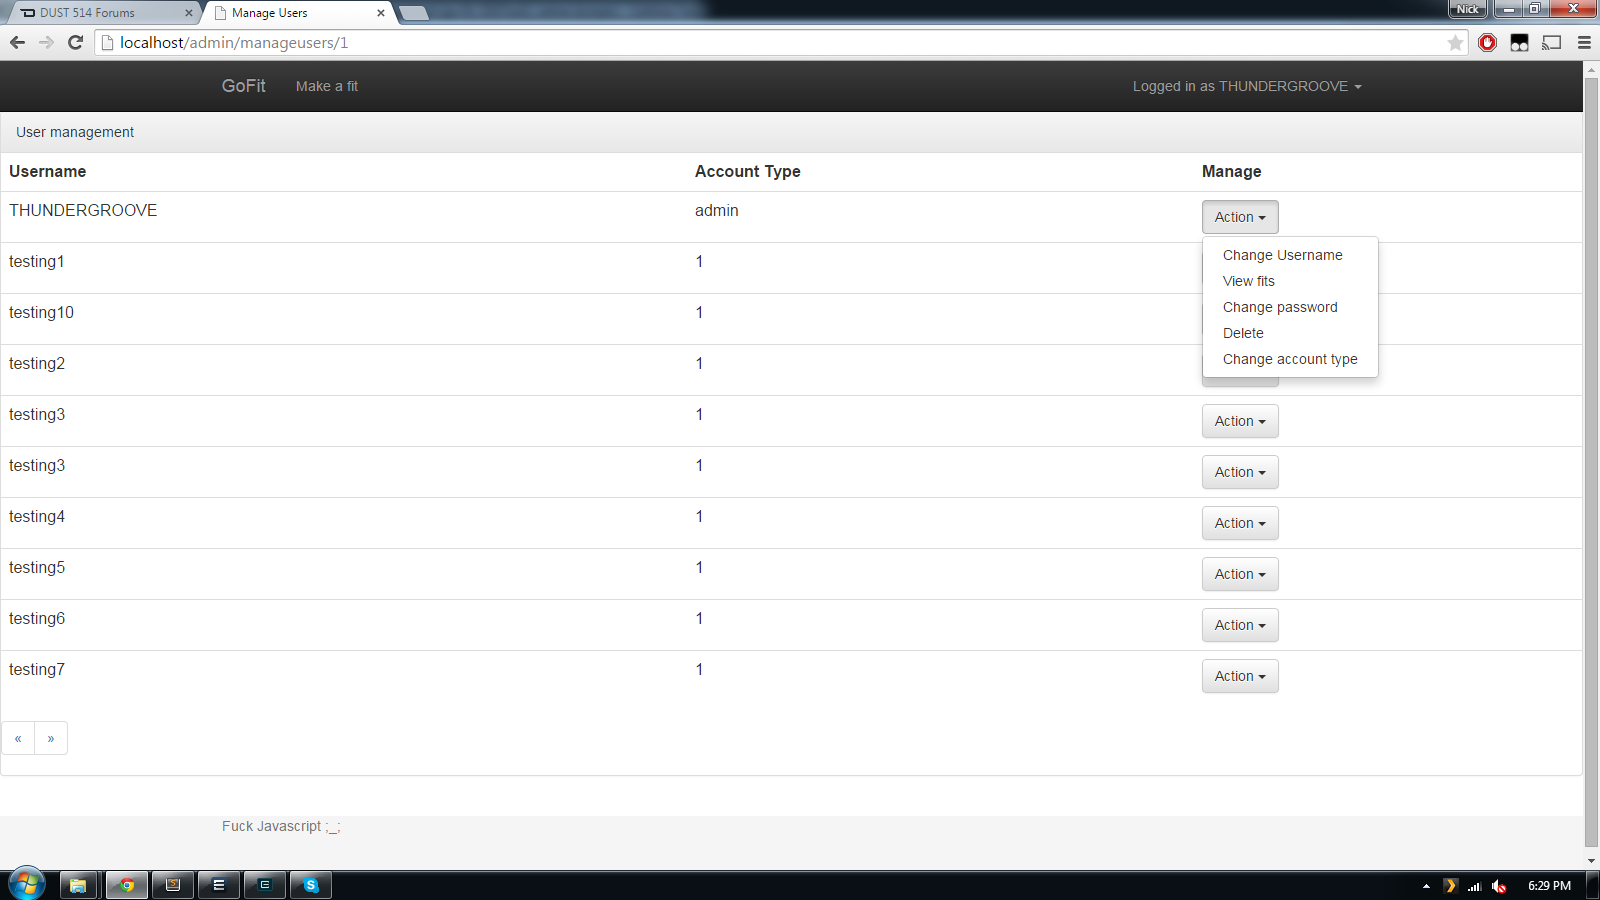 DUST 514 Forums
Manage Users
Nick
localhost/admin/manageusers/1
GoFit
Make a fit
Logged in as THUNDERGROOVE
User management
Username Account Type Manage
THUNDERGROOVE admin Action
Change Username
testing1 1
View fits
Change password
testing10 1
Delete
Change account type
testing2 1
testing3 1 Action
testing3 1 Action
testing4 1 Action
testing5 1 Action
testing6 1 Action
testing7 1 Action
« »
Fuck Javascript ;_;
6:29 PM